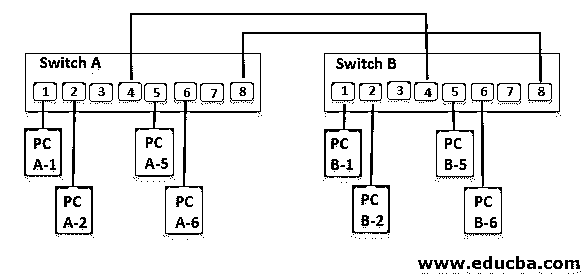 Switch A
1 2 3 4 5 6 7 8
PC A-1
PC A-2
PC A-5
PC A-6
Switch B
1 2 3 4 5 6 7 8
PC B-1
PC B-2
PC B-5
PC B-6
www.educba.com